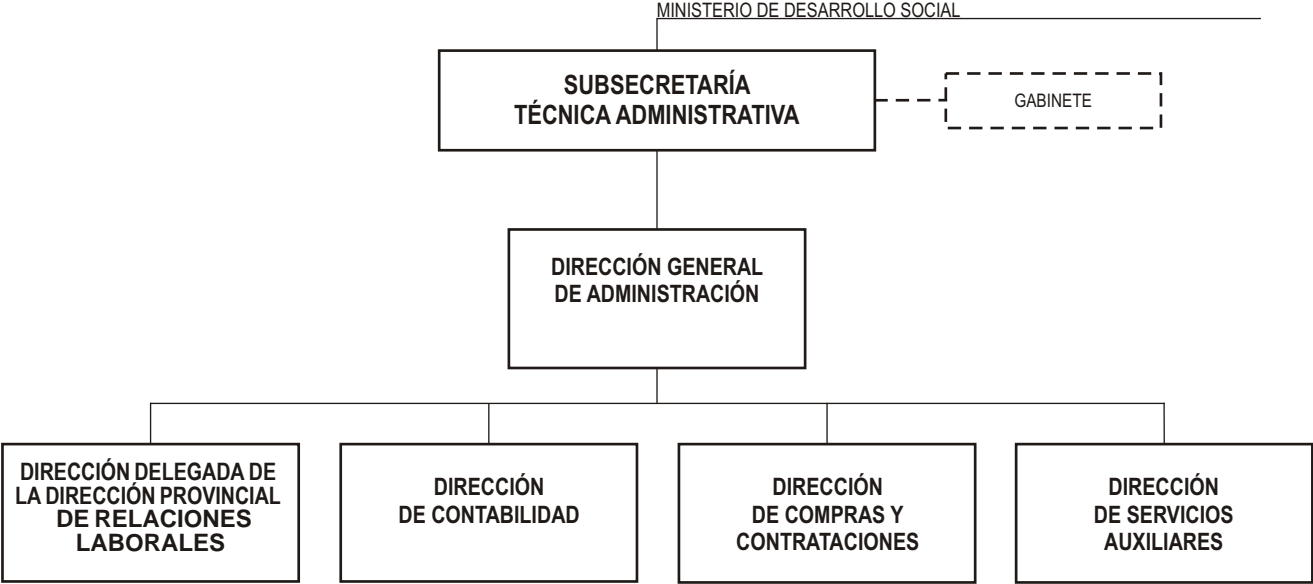 MINISTERIO DE DESARROLLO SOCIAL
SUBSECRETARÍA
TÉCNICA ADMINISTRATIVA
GABINETE
DIRECCIÓN GENERAL
DE ADMINISTRACIÓN
DIRECCIÓN DELEGADA DE
LA DIRECCIÓN PROVINCIAL
DE RELACIONES
LABORALES
DIRECCIÓN
DE CONTABILIDAD
DIRECCIÓN
DE COMPRAS Y
CONTRATACIONES
DIRECCIÓN
DE SERVICIOS
AUXILIARES